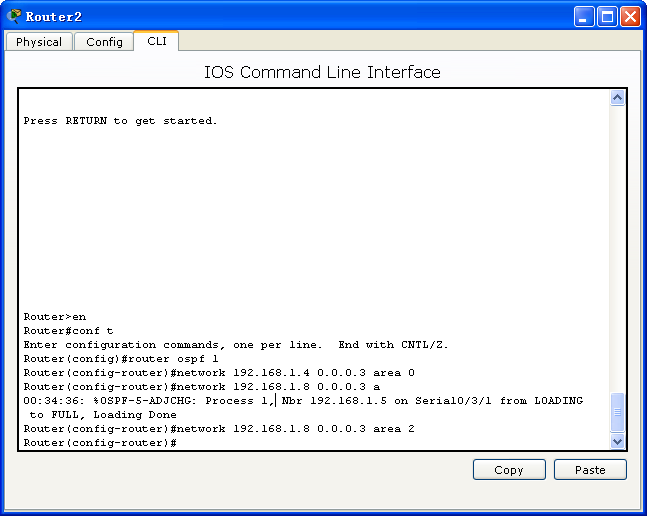 Router2
Physical Config CLI
IOS Command Line Interface
Press RETURN to get started.
Router>en
Router#conf t
Enter configuration commands, one per line.  End with CNTL/Z.
Router(config)#router ospf 1
Router(config-router)#network 192.168.1.4 0.0.0.3 area 0
Router(config-router)#network 192.168.1.8 0.0.0.3 a
00:34:36: %OSPF-5-ADJCHG: Process 1, Nbr 192.168.1.5 on Serial0/3/1 from LOADING
to FULL, Loading Done
Router(config-router)#network 192.168.1.8 0.0.0.3 area 2
Router(config-router)#
Copy Paste